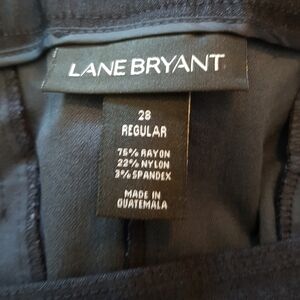 LANE BRYANT
28
REGULAR
75% RAYON
22% NYLON
3% SPANDEX
MADE IN
GUATEMALA